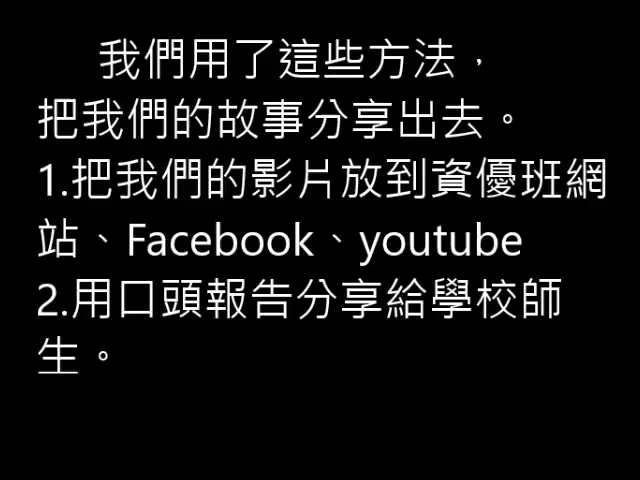 我們用了這些方法，
把我們的故事分享出去。
1.把我們的影片放到資優班網
站、Facebook、youtube
2.用口頭報告分享給學校師
生。